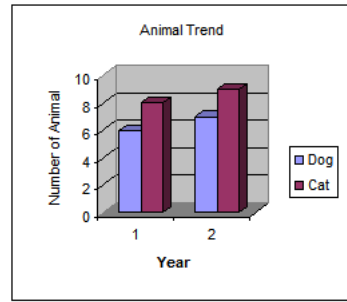 Animal Trend
Number of Animal
10
8
6
4
2
0
1 2
Year
Dog
Cat